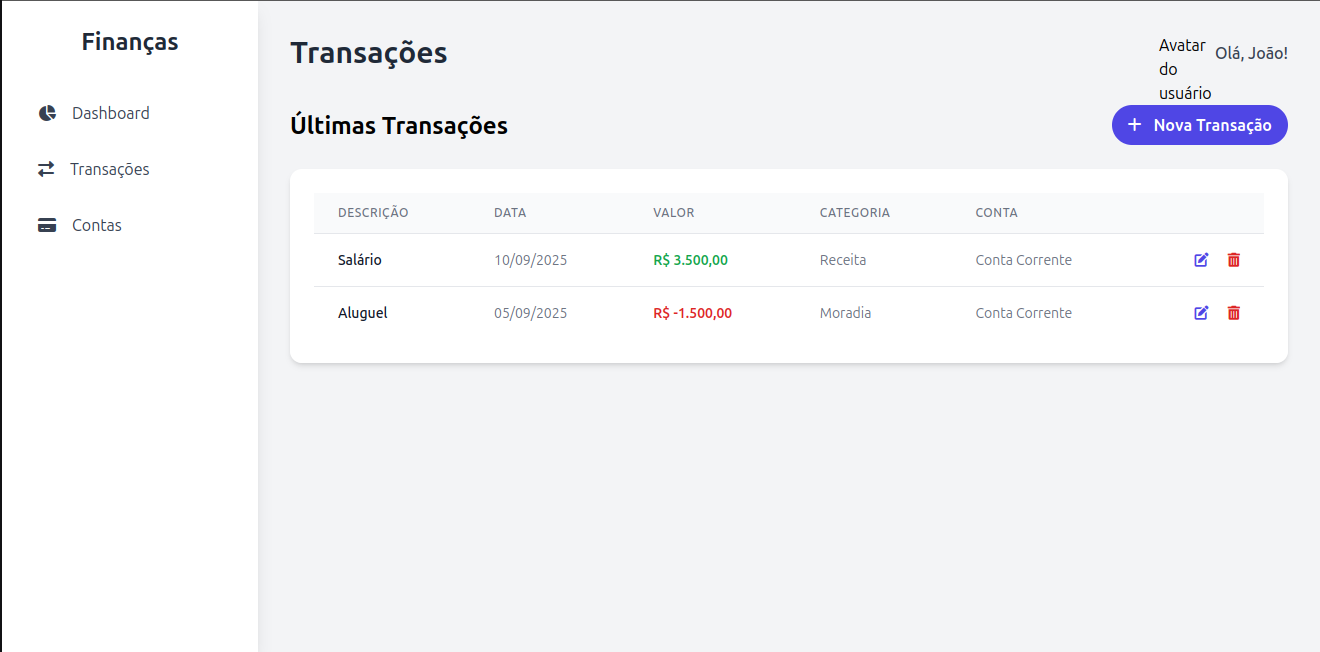 Finanças
Dashboard
Transações
Contas
Transações
Avatar
do
usuário
Olá, João!
Últimas Transações
+ Nova Transação
DESCRIÇÃO DATA VALOR CATEGORIA CONTA
Salário 10/09/2025 R$ 3.500,00 Receita Conta Corrente
Aluguel 05/09/2025 R$ -1.500,00 Moradia Conta Corrente